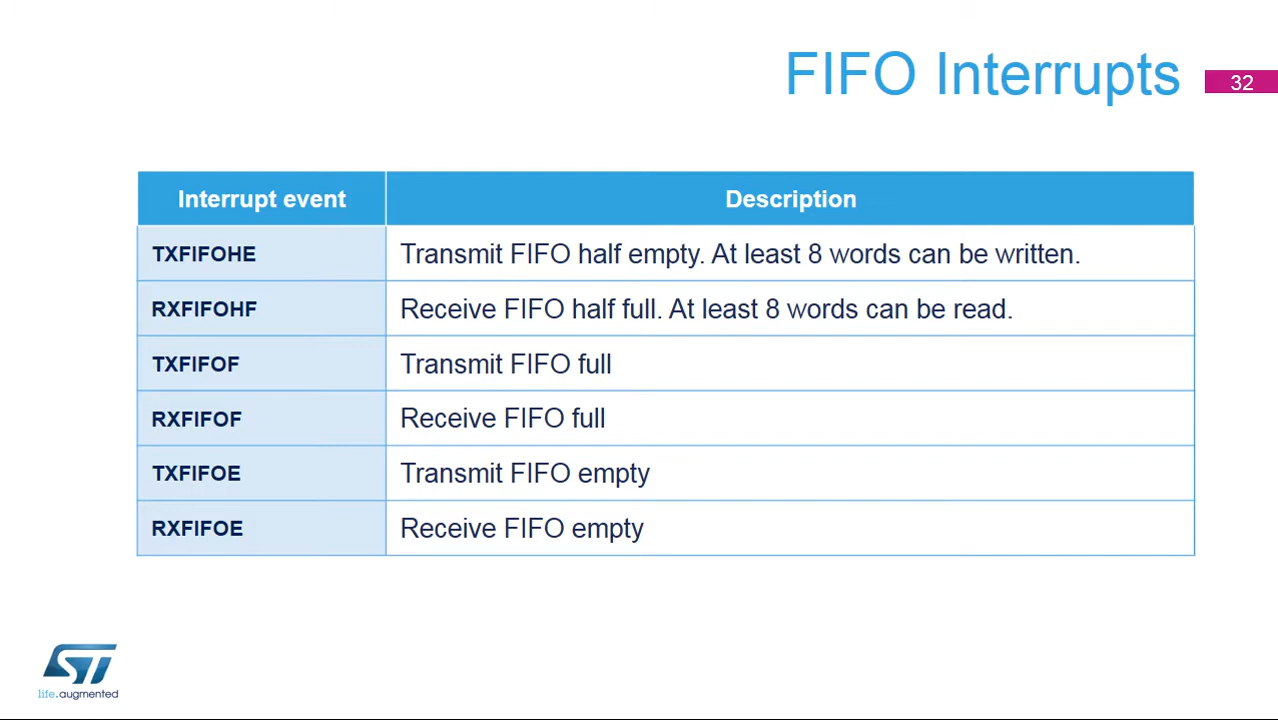 FIFO Interrupts
32
Interrupt event Description
TXFIFOHE Transmit FIFO half empty. At least 8 words can be written.
RXFIFOHF Receive FIFO half full. At least 8 words can be read.
TXFIFOF Transmit FIFO full
RXFIFOF Receive FIFO full
TXFIFOE Transmit FIFO empty
RXFIFOE Receive FIFO empty
ST
life.augmented